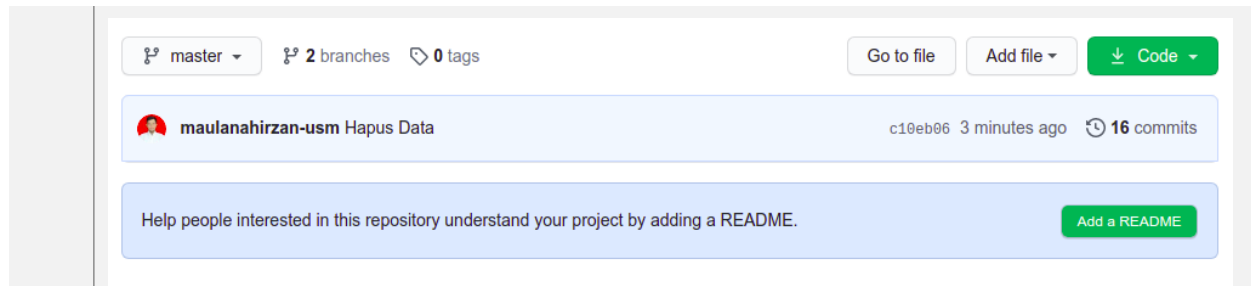 master 2 branches 0 tags Go to file Add file Code
maulanahirzan-usm Hapus Data c10eb06 3 minutes ago 16 commits
Help people interested in this repository understand your project by adding a README. Add a README